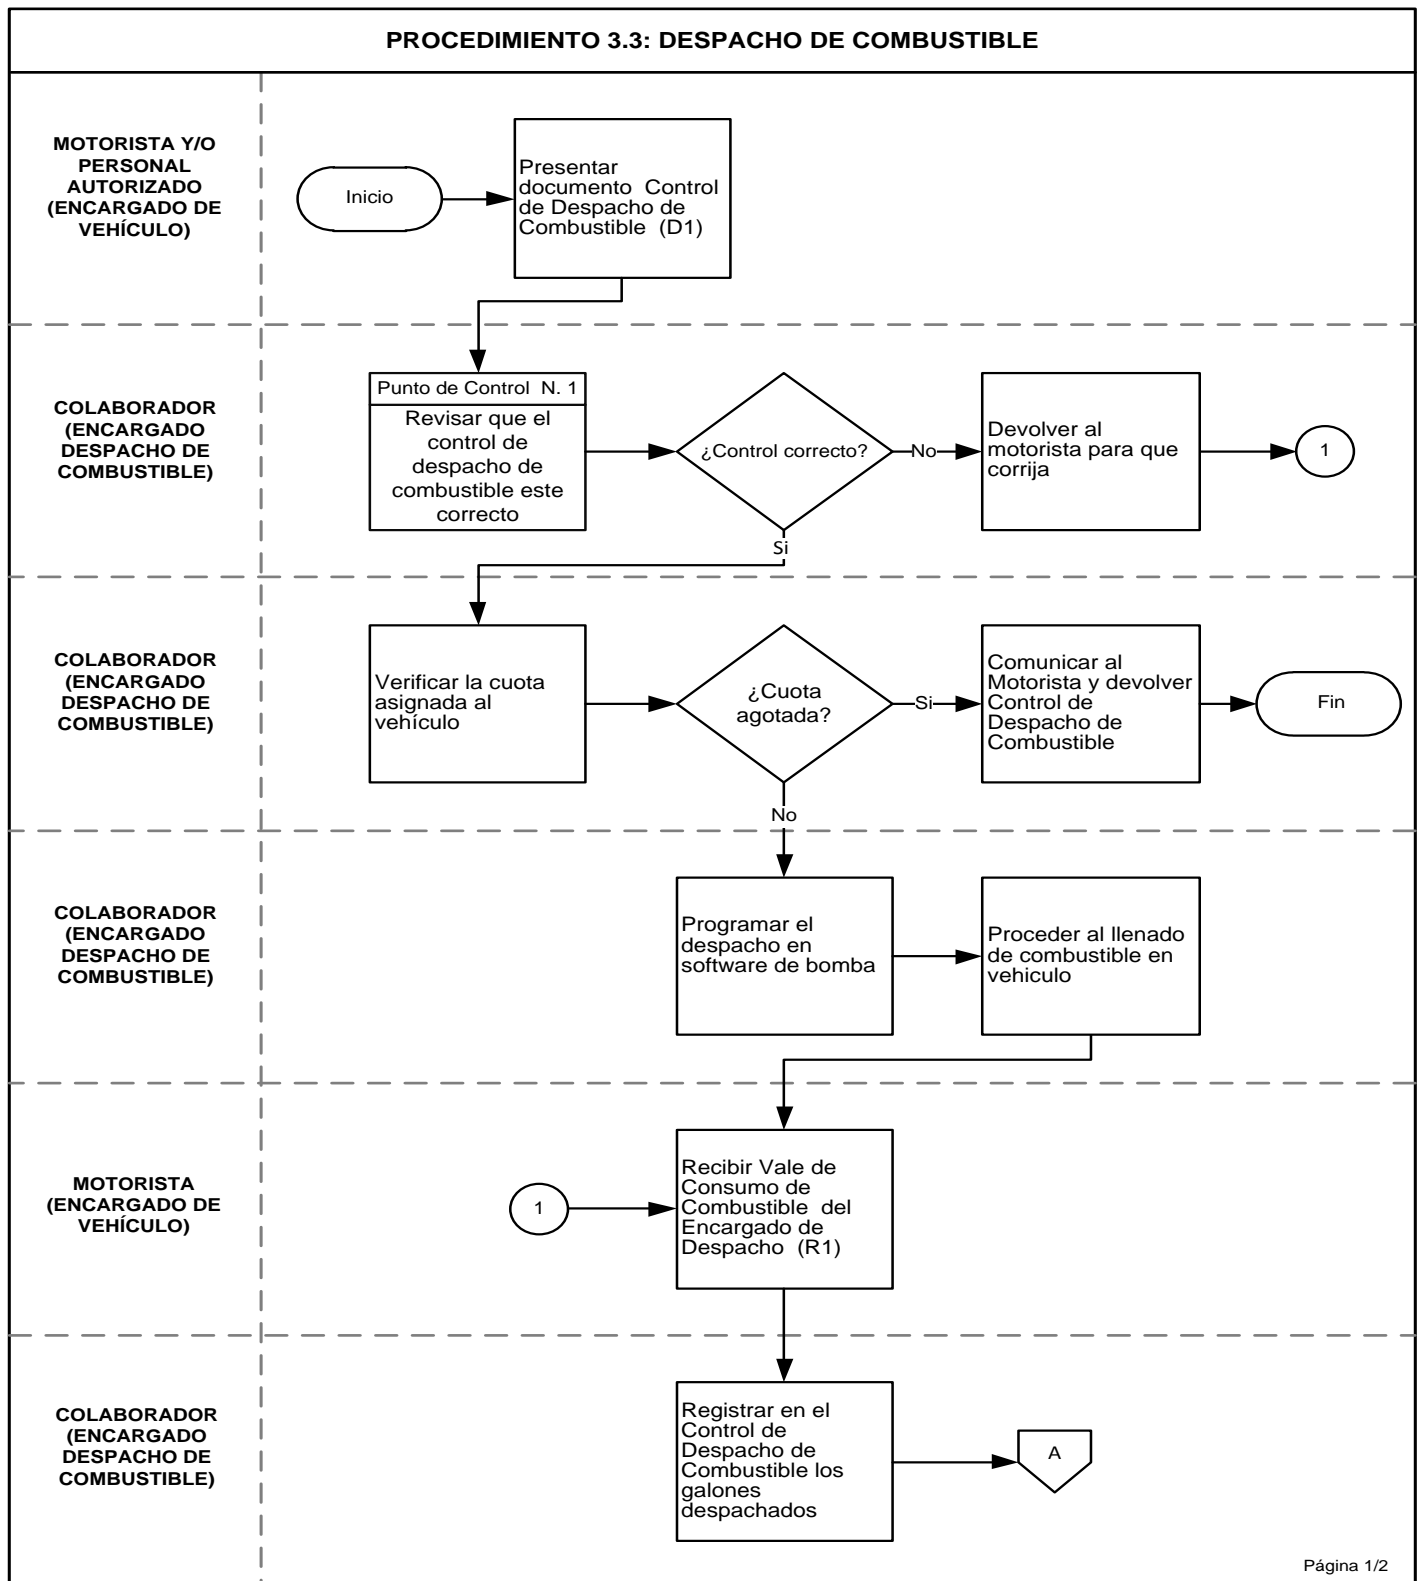 PROCEDIMIENTO 3.3: DESPACHO DE COMBUSTIBLE
MOTORISTA Y/O
PERSONAL
AUTORIZADO
(ENCARGADO DE
VEHÍCULO)
Inicio
Presentar
documento Control
de Despacho de
Combustible (D1)
COLABORADOR
(ENCARGADO
DESPACHO DE
COMBUSTIBLE)
Punto de Control N. 1
Revisar que el
control de
despacho de
combustible este
correcto
¿Control correcto?
No
Devolver al
motorista para que
corrija
1
Si
COLABORADOR
(ENCARGADO
DESPACHO DE
COMBUSTIBLE)
Verificar la cuota
asignada al
vehículo
¿Cuota
agotada?
Si
Comunicar al
Motorista y devolver
Control de
Despacho de
Combustible
Fin
No
COLABORADOR
(ENCARGADO
DESPACHO DE
COMBUSTIBLE)
Programar el
despacho en
software de bomba
Proceder al llenado
de combustible en
vehiculo
MOTORISTA
(ENCARGADO DE
VEHÍCULO)
1
Recibir Vale de
Consumo de
Combustible del
Encargado de
Despacho (R1)
COLABORADOR
(ENCARGADO
DESPACHO DE
COMBUSTIBLE)
Registrar en el
Control de
Despacho de
Combustible los
galones
despachados
A
Página 1/2